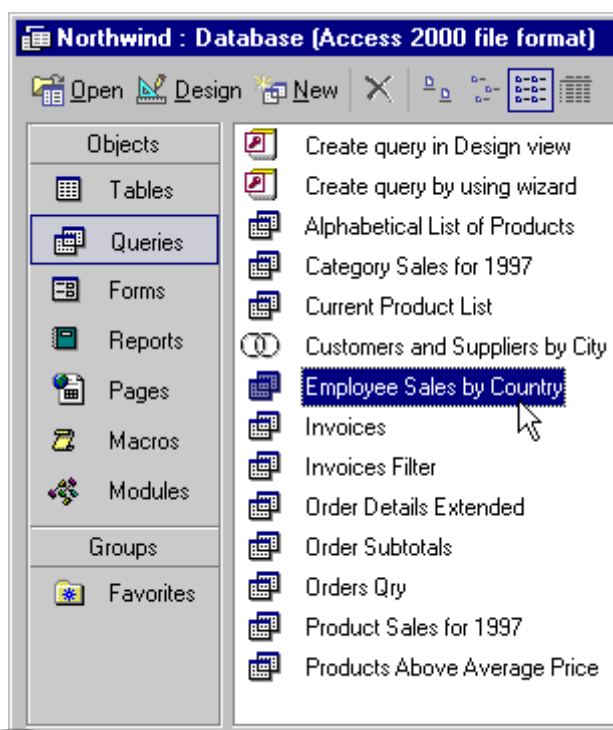 Northwind : Database (Access 2000 file format)
Open Design New
Objects
Tables
Queries
Forms
Reports
Pages
Macros
Modules
Groups
Favorites
Create query in Design view
Create query by using wizard
Alphabetical List of Products
Category Sales for 1997
Current Product List
Customers and Suppliers by City
Employee Sales by Country
Invoices
Invoices Filter
Order Details Extended
Order Subtotals
Orders Qry
Product Sales for 1997
Products Above Average Price